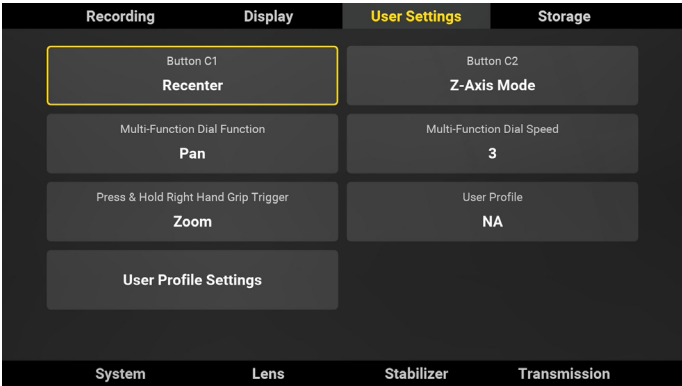 Recording Display User Settings Storage
Button C1 Button C2
Recenter Z-Axis Mode
Multi-Function Dial Function Multi-Function Dial Speed
Pan 3
Press & Hold Right Hand Grip Trigger User Profile
Zoom NA
User Profile Settings
System Lens Stabilizer Transmission